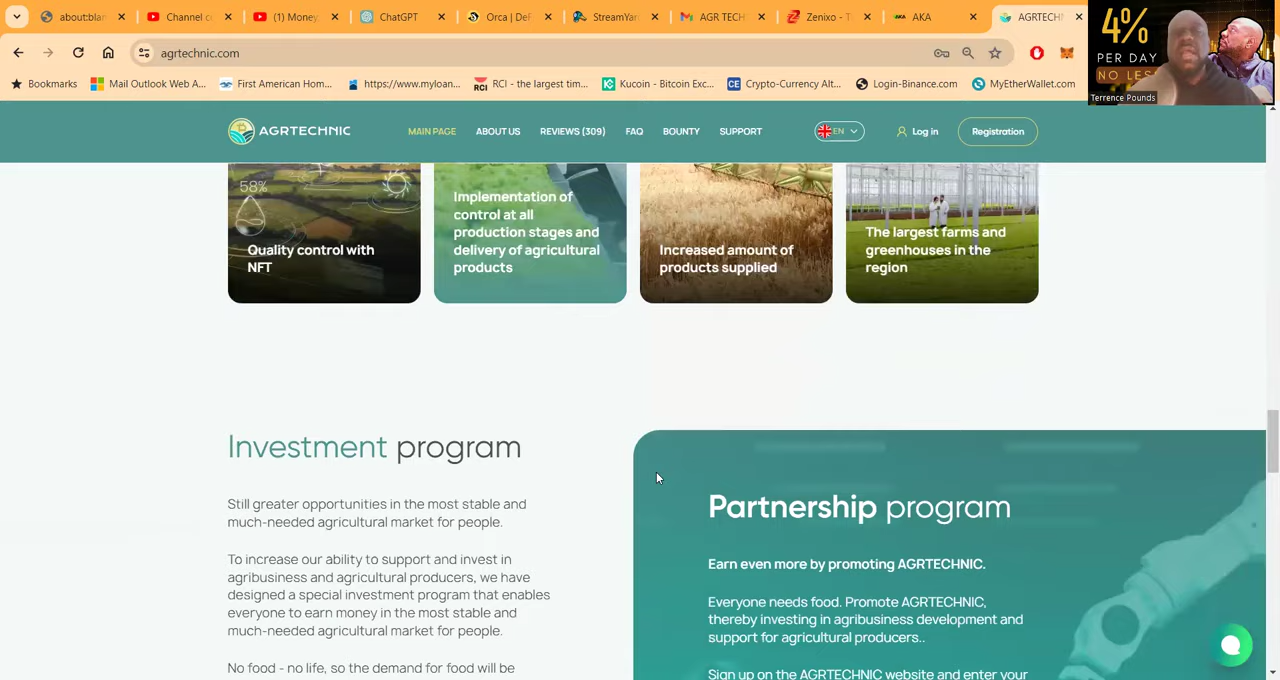 about:blan
Channel c
(1) Money
ChatGPT
Orca | DeF
StreamYar
AGR TECH
Zenixo - T
AKA
AGRTECHN
agrtechnic.com
Bookmarks
Mail Outlook Web A...
First American Hom...
https://www.myloan...
RCI - the largest tim...
Kucoin - Bitcoin Exc...
Crypto-Currency Alt...
Login-Binance.com
MyEtherWallet.com
4%
PER DAY
NO LES
Terrence Pounds
AGRTECHNIC
MAIN PAGE
ABOUT US
REVIEWS (309)
FAQ
BOUNTY
SUPPORT
EN
Log in
Registration
58%
Quality control with
NFT
Implementation of
control at all
production stages and
delivery of agricultural
products
Increased amount of
products supplied
The largest farms and
greenhouses in the
region
Investment program
Still greater opportunities in the most stable and
much-needed agricultural market for people.
To increase our ability to support and invest in
agribusiness and agricultural producers, we have
designed a special investment program that enables
everyone to earn money in the most stable and
much-needed agricultural market for people.
No food - no life, so the demand for food will be
Partnership program
Earn even more by promoting AGRTECHNIC.
Everyone needs food. Promote AGRTECHNIC,
thereby investing in agribusiness development and
support for agricultural producers..
Sign up on the AGRTECHNIC website and enter your